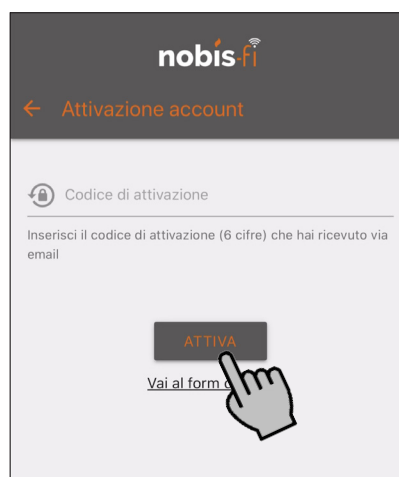 nobis-fi
Attivazione account
Codice di attivazione
Inserisci il codice di attivazione (6 cifre) che hai ricevuto via
email
ATTIVA
Vai al form